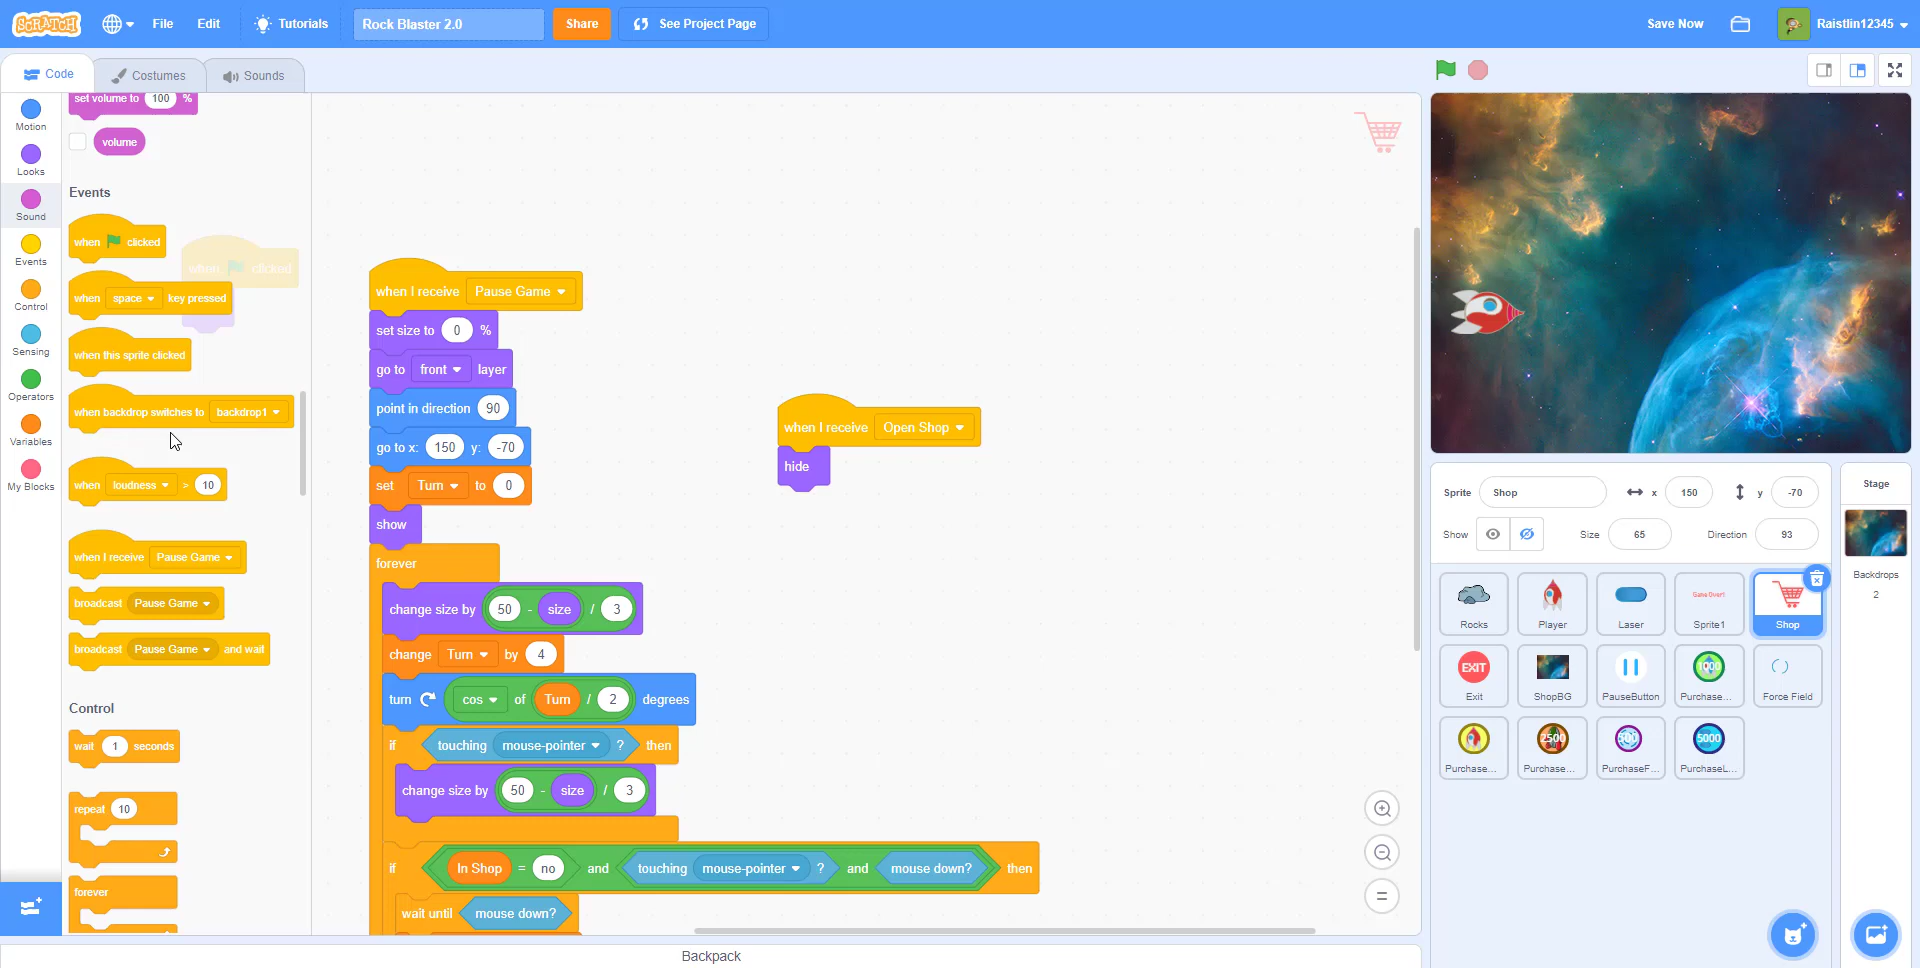 SCRATCH File Edit Tutorials Rock Blaster 2.0 Share See Project Page Save Now Raistlin12345
Code Costumes Sounds
Motion
Looks
Sound
Events
Control
Sensing
Operators
Variables
My Blocks
set volume to 100 %
volume
Events
when clicked
when clicked
when space key pressed
when this sprite clicked
when backdrop switches to backdrop1
when loudness > 10
when I receive Pause Game
broadcast Pause Game
broadcast Pause Game and wait
Control
wait 1 seconds
repeat 10
forever
when I receive Pause Game
set size to 0 %
go to front layer
point in direction 90
go to x: 150 y: -70
set Turn to 0
show
forever
change size by 50 - size / 3
change Turn by 4
turn cos of Turn / 2 degrees
if touching mouse-pointer ? then
change size by 50 - size / 3
if In Shop = no and touching mouse-pointer ? and mouse down? then
wait until mouse down?
when I receive Open Shop
hide
Backpack
Sprite Shop x 150 y -70
Show Size 65 Direction 93
Rocks
Player
Laser
Game Over!
Sprite1
Shop
EXIT
Exit
ShopBG
PauseButton
1000
Purchase...
Force Field
Purchase...
2500
Purchase...
500
PurchaseF...
5000
PurchaseL...
Stage
Backdrops
2